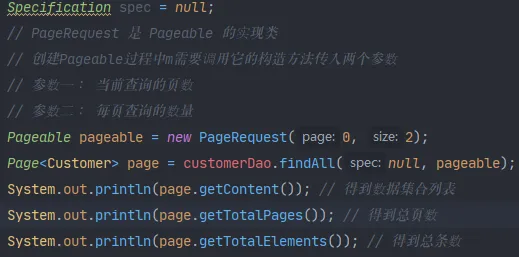 Specification spec = null;
// PageRequest 是 Pageable 的实现类
// 创建Pageable过程中m需要调用它的构造方法传入两个参数
// 参数一： 当前查询的页数
// 参数二： 每页查询的数量
Pageable pageable = new PageRequest( page: 0, size: 2);
Page<Customer> page = customerDao.findAll( spec: null, pageable);
System.out.println(page.getContent()); // 得到数据集合列表
System.out.println(page.getTotalPages()); // 得到总页数
System.out.println(page.getTotalElements()); // 得到总条数